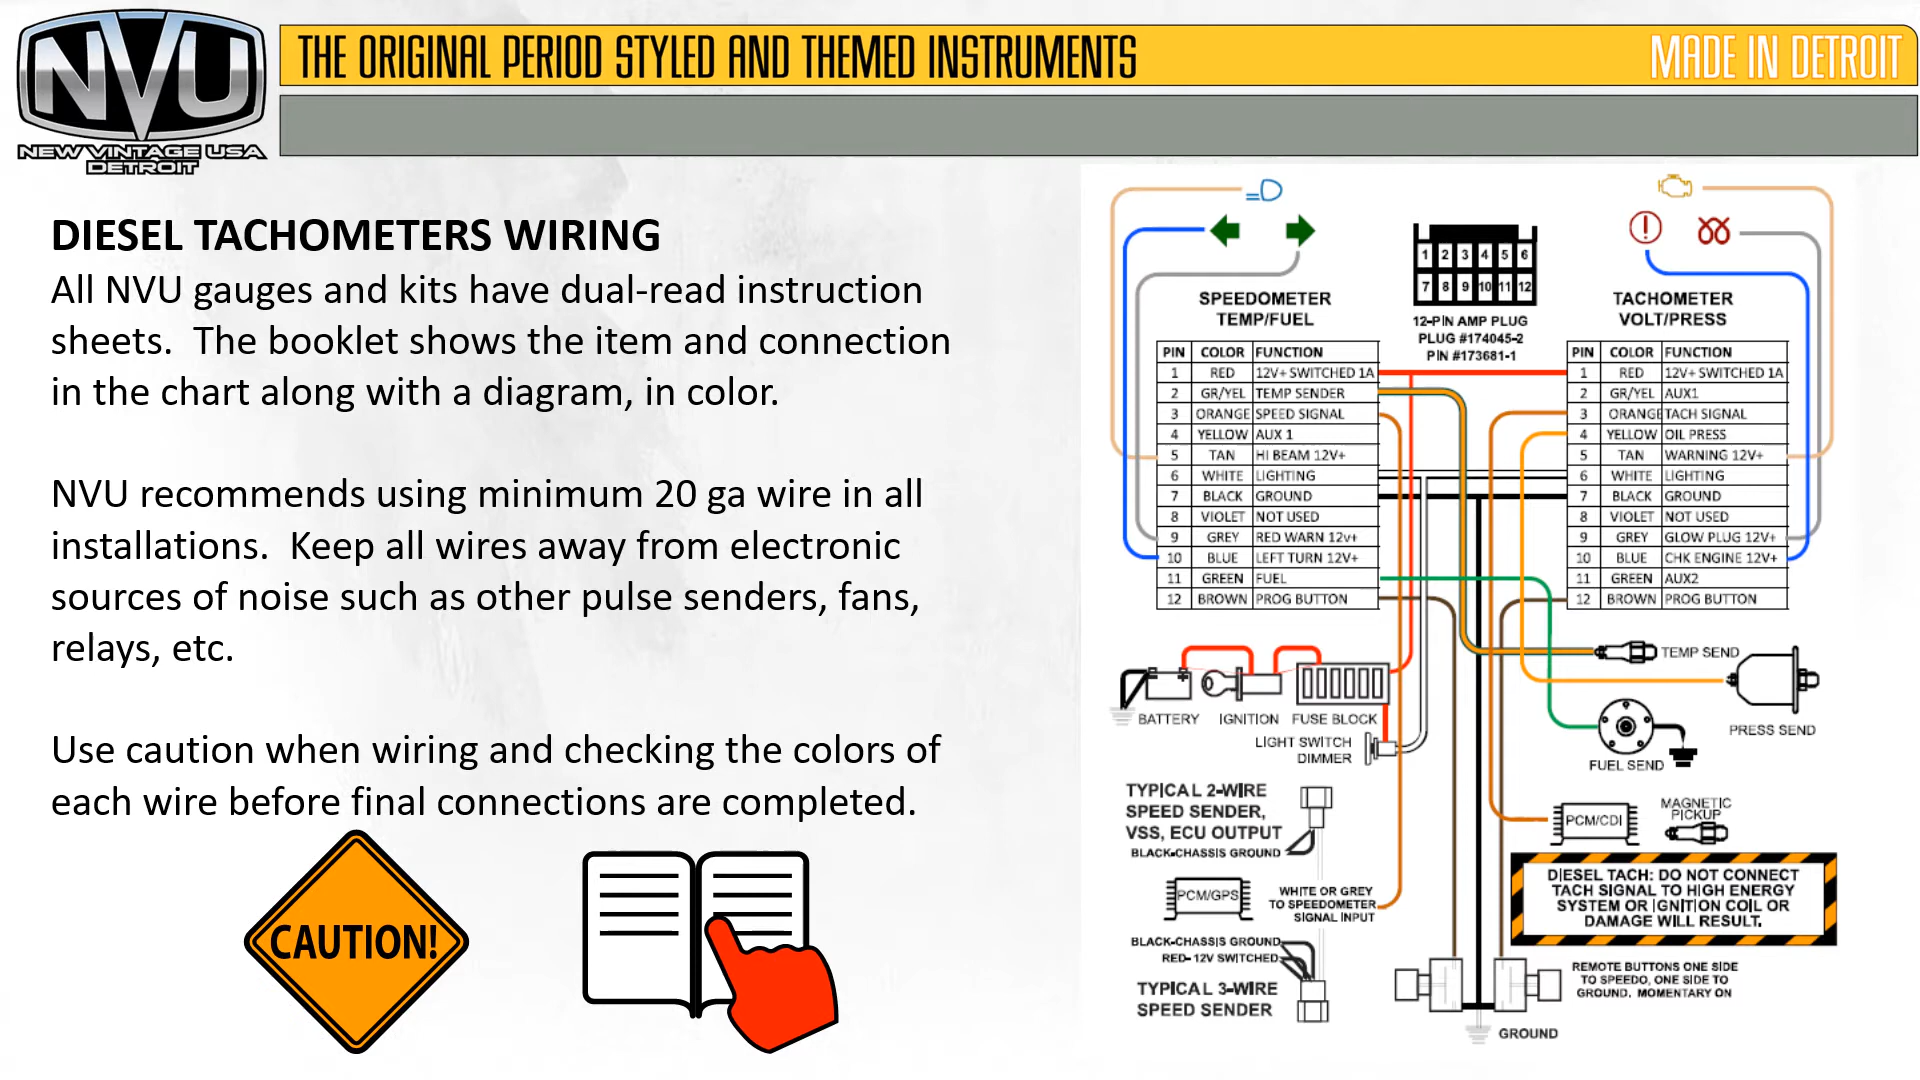 NVU
NEW VINTAGE USA
DETROIT
THE ORIGINAL PERIOD STYLED AND THEMED INSTRUMENTS
MADE IN DETROIT
DIESEL TACHOMETERS WIRING
All NVU gauges and kits have dual-read instruction
sheets.  The booklet shows the item and connection
in the chart along with a diagram, in color.
NVU recommends using minimum 20 ga wire in all
installations.  Keep all wires away from electronic
sources of noise such as other pulse senders, fans,
relays, etc.
Use caution when wiring and checking the colors of
each wire before final connections are completed.
CAUTION!
1 2 3 4 5 6
7 8 9 10 11 12
12-PIN AMP PLUG
PLUG #174045-2
PIN #173681-1
SPEEDOMETER
TEMP/FUEL
PIN COLOR FUNCTION
1 RED 12V+ SWITCHED 1A
2 GR/YEL TEMP SENDER
3 ORANGE SPEED SIGNAL
4 YELLOW AUX 1
5 TAN HI BEAM 12V+
6 WHITE LIGHTING
7 BLACK GROUND
8 VIOLET NOT USED
9 GREY RED WARN 12v+
10 BLUE LEFT TURN 12V+
11 GREEN FUEL
12 BROWN PROG BUTTON
TACHOMETER
VOLT/PRESS
PIN COLOR FUNCTION
1 RED 12V+ SWITCHED 1A
2 GR/YEL AUX1
3 ORANGE TACH SIGNAL
4 YELLOW OIL PRESS
5 TAN WARNING 12V+
6 WHITE LIGHTING
7 BLACK GROUND
8 VIOLET NOT USED
9 GREY GLOW PLUG 12V+
10 BLUE CHK ENGINE 12V+
11 GREEN AUX2
12 BROWN PROG BUTTON
BATTERY
IGNITION
FUSE BLOCK
LIGHT SWITCH
DIMMER
TEMP SEND
PRESS SEND
FUEL SEND
TYPICAL 2-WIRE
SPEED SENDER,
VSS, ECU OUTPUT
BLACK-CHASSIS GROUND
PCM/GPS
WHITE OR GREY
TO SPEEDOMETER
SIGNAL INPUT
BLACK-CHASSIS GROUND
RED- 12V SWITCHED
TYPICAL 3-WIRE
SPEED SENDER
PCM/CDI
MAGNETIC
PICKUP
DIESEL TACH: DO NOT CONNECT
TACH SIGNAL TO HIGH ENERGY
SYSTEM OR IGNITION COIL OR
DAMAGE WILL RESULT.
REMOTE BUTTONS ONE SIDE
TO SPEEDO, ONE SIDE TO
GROUND. MOMENTARY ON
GROUND